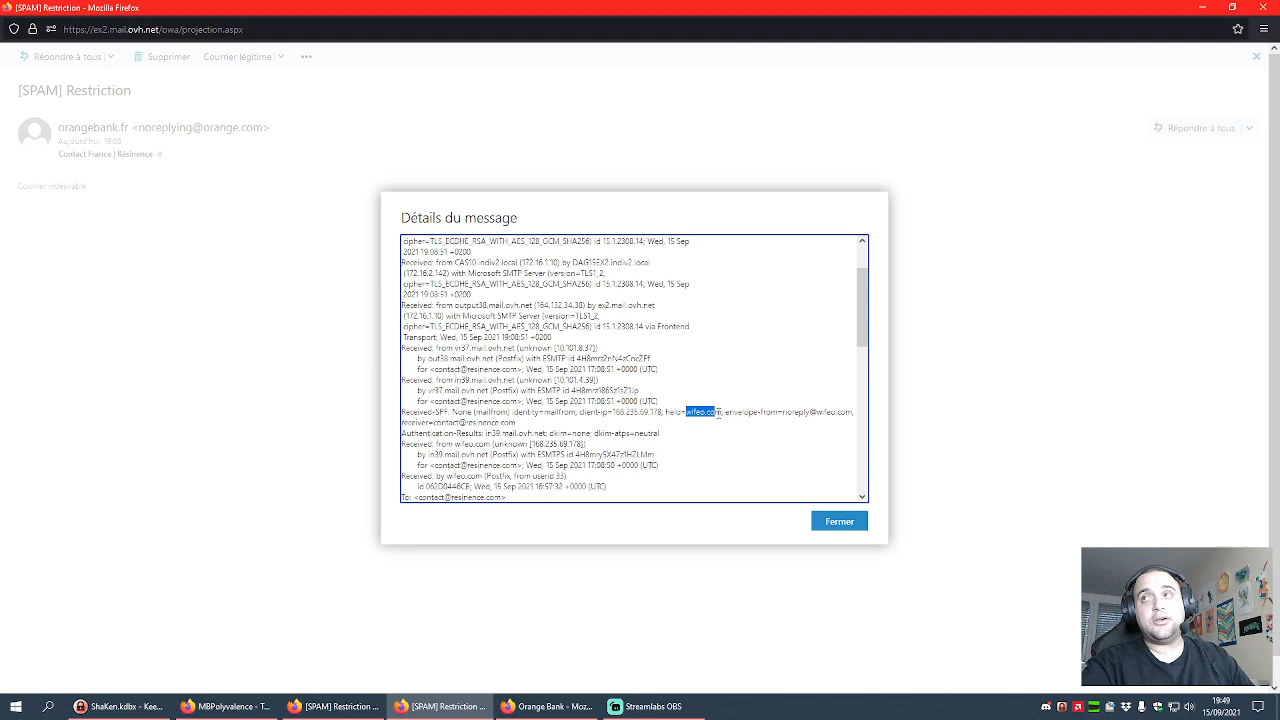 [SPAM] Restriction - Mozilla Firefox
https://ex2.mail.ovh.net/owa/projection.aspx
Répondre à tous
Supprimer
Courrier légitime
[SPAM] Restriction
orangebank.fr <noreplying@orange.com>
Aujourd'hui, 19:08
Contact France | Résinence
Répondre à tous
Courrier indésirable
Détails du message
cipher=TLS_ECDHE_RSA_WITH_AES_128_GCM_SHA256) id 15.1.2308.14; Wed, 15 Sep
2021 19:08:51 +0200
Received: from CAS10.indiv2.local (172.16.1.10) by DAG15EX2.indiv2.local
(172.16.2.142) with Microsoft SMTP Server (version=TLS1_2,
cipher=TLS_ECDHE_RSA_WITH_AES_128_GCM_SHA256) id 15.1.2308.14; Wed, 15 Sep
2021 19:08:51 +0200
Received: from output38.mail.ovh.net (164.132.34.38) by ex2.mail.ovh.net
(172.16.1.10) with Microsoft SMTP Server (version=TLS1_2,
cipher=TLS_ECDHE_RSA_WITH_AES_128_GCM_SHA256) id 15.1.2308.14 via Frontend
Transport; Wed, 15 Sep 2021 19:08:51 +0200
Received: from vr37.mail.ovh.net (unknown [10.101.8.37])
by out38.mail.ovh.net (Postfix) with ESMTP id 4H8mrz2nN4zCncZFf
for <contact@resinence.com>; Wed, 15 Sep 2021 17:08:51 +0000 (UTC)
Received: from in39.mail.ovh.net (unknown [10.101.4.39])
by vr37.mail.ovh.net (Postfix) with ESMTP id 4H8mrz186Sz1sZ1Jp
for <contact@resinence.com>; Wed, 15 Sep 2021 17:08:51 +0000 (UTC)
Received-SPF: None (mailfrom) identity=mailfrom; client-ip=168.235.69.178; helo=wifeo.com; envelope-from=noreply@wifeo.com;
receiver=contact@resinence.com
Authentication-Results: in39.mail.ovh.net; dkim=none; dkim-atps=neutral
Received: from wifeo.com (unknown [168.235.69.178])
by in39.mail.ovh.net (Postfix) with ESMTPS id 4H8mry5X47z1HZLMm
for <contact@resinence.com>; Wed, 15 Sep 2021 17:08:50 +0000 (UTC)
Received: by wifeo.com (Postfix, from userid 33)
id 062D0446CB; Wed, 15 Sep 2021 16:57:32 +0000 (UTC)
To: <contact@resinence.com>
Fermer
ShaKen.kdbx - Kee...
MBPolyvalence - T...
[SPAM] Restriction ...
[SPAM] Restriction ...
Orange Bank - Mo...
Streamlabs OBS
19:49
15/09/2021